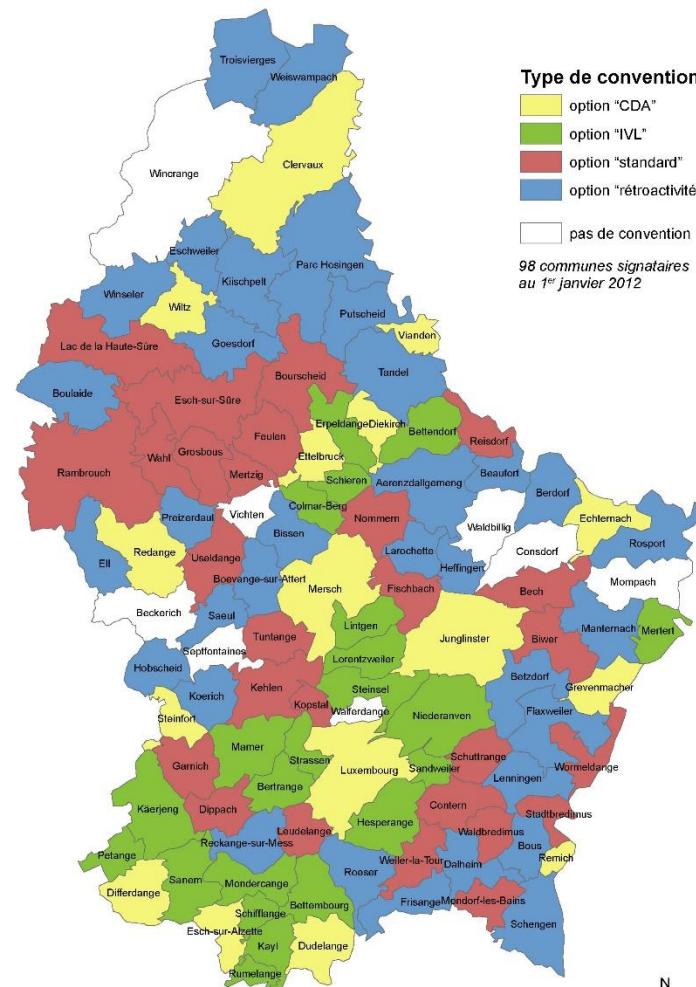 Type de convention
option "CDA"
option "IVL"
option "standard"
option "rétroactivité
pas de convention
98 communes signataires
au 1er janvier 2012
Troisvierges
Weiswampach
Clervaux
Wincrange
Eschweiler
Parc Hosingen
Kiischpelt
Winseler
Wiltz
Putscheid
Goesdorf
Vianden
Lac de la Haute-Sûre
Tandel
Bourscheid
Boulaide
Esch-sur-Sûre
Erpeldange
Diekirch
Bettendorf
Reisdorf
Feulen
Ettelbruck
Grosbous
Wahl
Rambrouch
Mertzig
Schieren
Aerenzdallgemeng
Beaufort
Berdorf
Colmar-Berg
Vichten
Preizerdaul
Nommern
Waldbillig
Echternach
Bissen
Rosport
Redange
Useldange
Larochette
Consdorf
Ell
Heffingen
Boevange-sur-Attert
Mompach
Mersch
Fischbach
Bech
Beckerich
Saeul
Manternach
Mertert
Lintgen
Tuntange
Junglinster
Biwer
Septfontaines
Lorentzweiler
Hobscheid
Betzdorf
Koerich
Kehlen
Steinsel
Grevenmacher
Kopstal
Walferdange
Niederanven
Flaxweiler
Steinfort
Mamer
Strassen
Schuttrange
Wormeldange
Garnich
Luxembourg
Sandweiler
Lenningen
Bertrange
Käerjeng
Dippach
Contern
Stadtbredimus
Hesperange
Leudelange
Waldbredimus
Reckange-sur-Mess
Bous
Petange
Weiler-la-Tour
Remich
Roeser
Dalheim
Sanem
Mondercange
Differdange
Bettembourg
Frisange
Mondorf-les-Bains
Schifflange
Schengen
Esch-sur-Alzette
Kayl
Dudelange
Rumelange
N